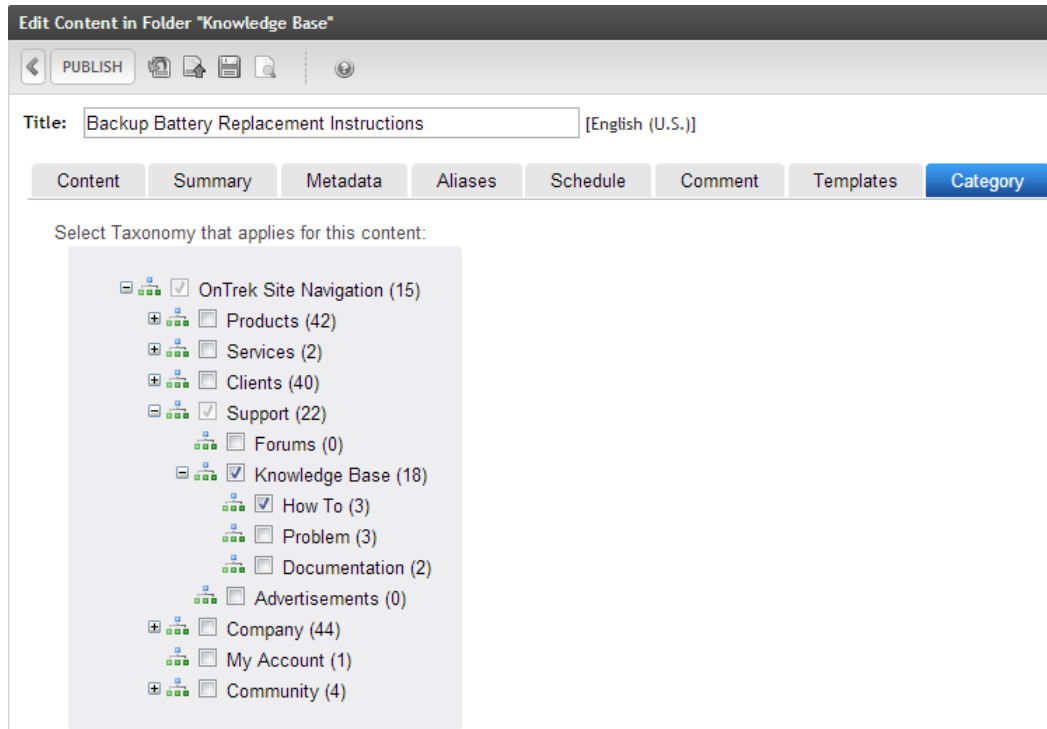 Edit Content in Folder "Knowledge Base"
PUBLISH
Title: Backup Battery Replacement Instructions [English (U.S.)]
Content Summary Metadata Aliases Schedule Comment Templates Category
Select Taxonomy that applies for this content:
OnTrek Site Navigation (15)
Products (42)
Services (2)
Clients (40)
Support (22)
Forums (0)
Knowledge Base (18)
How To (3)
Problem (3)
Documentation (2)
Advertisements (0)
Company (44)
My Account (1)
Community (4)